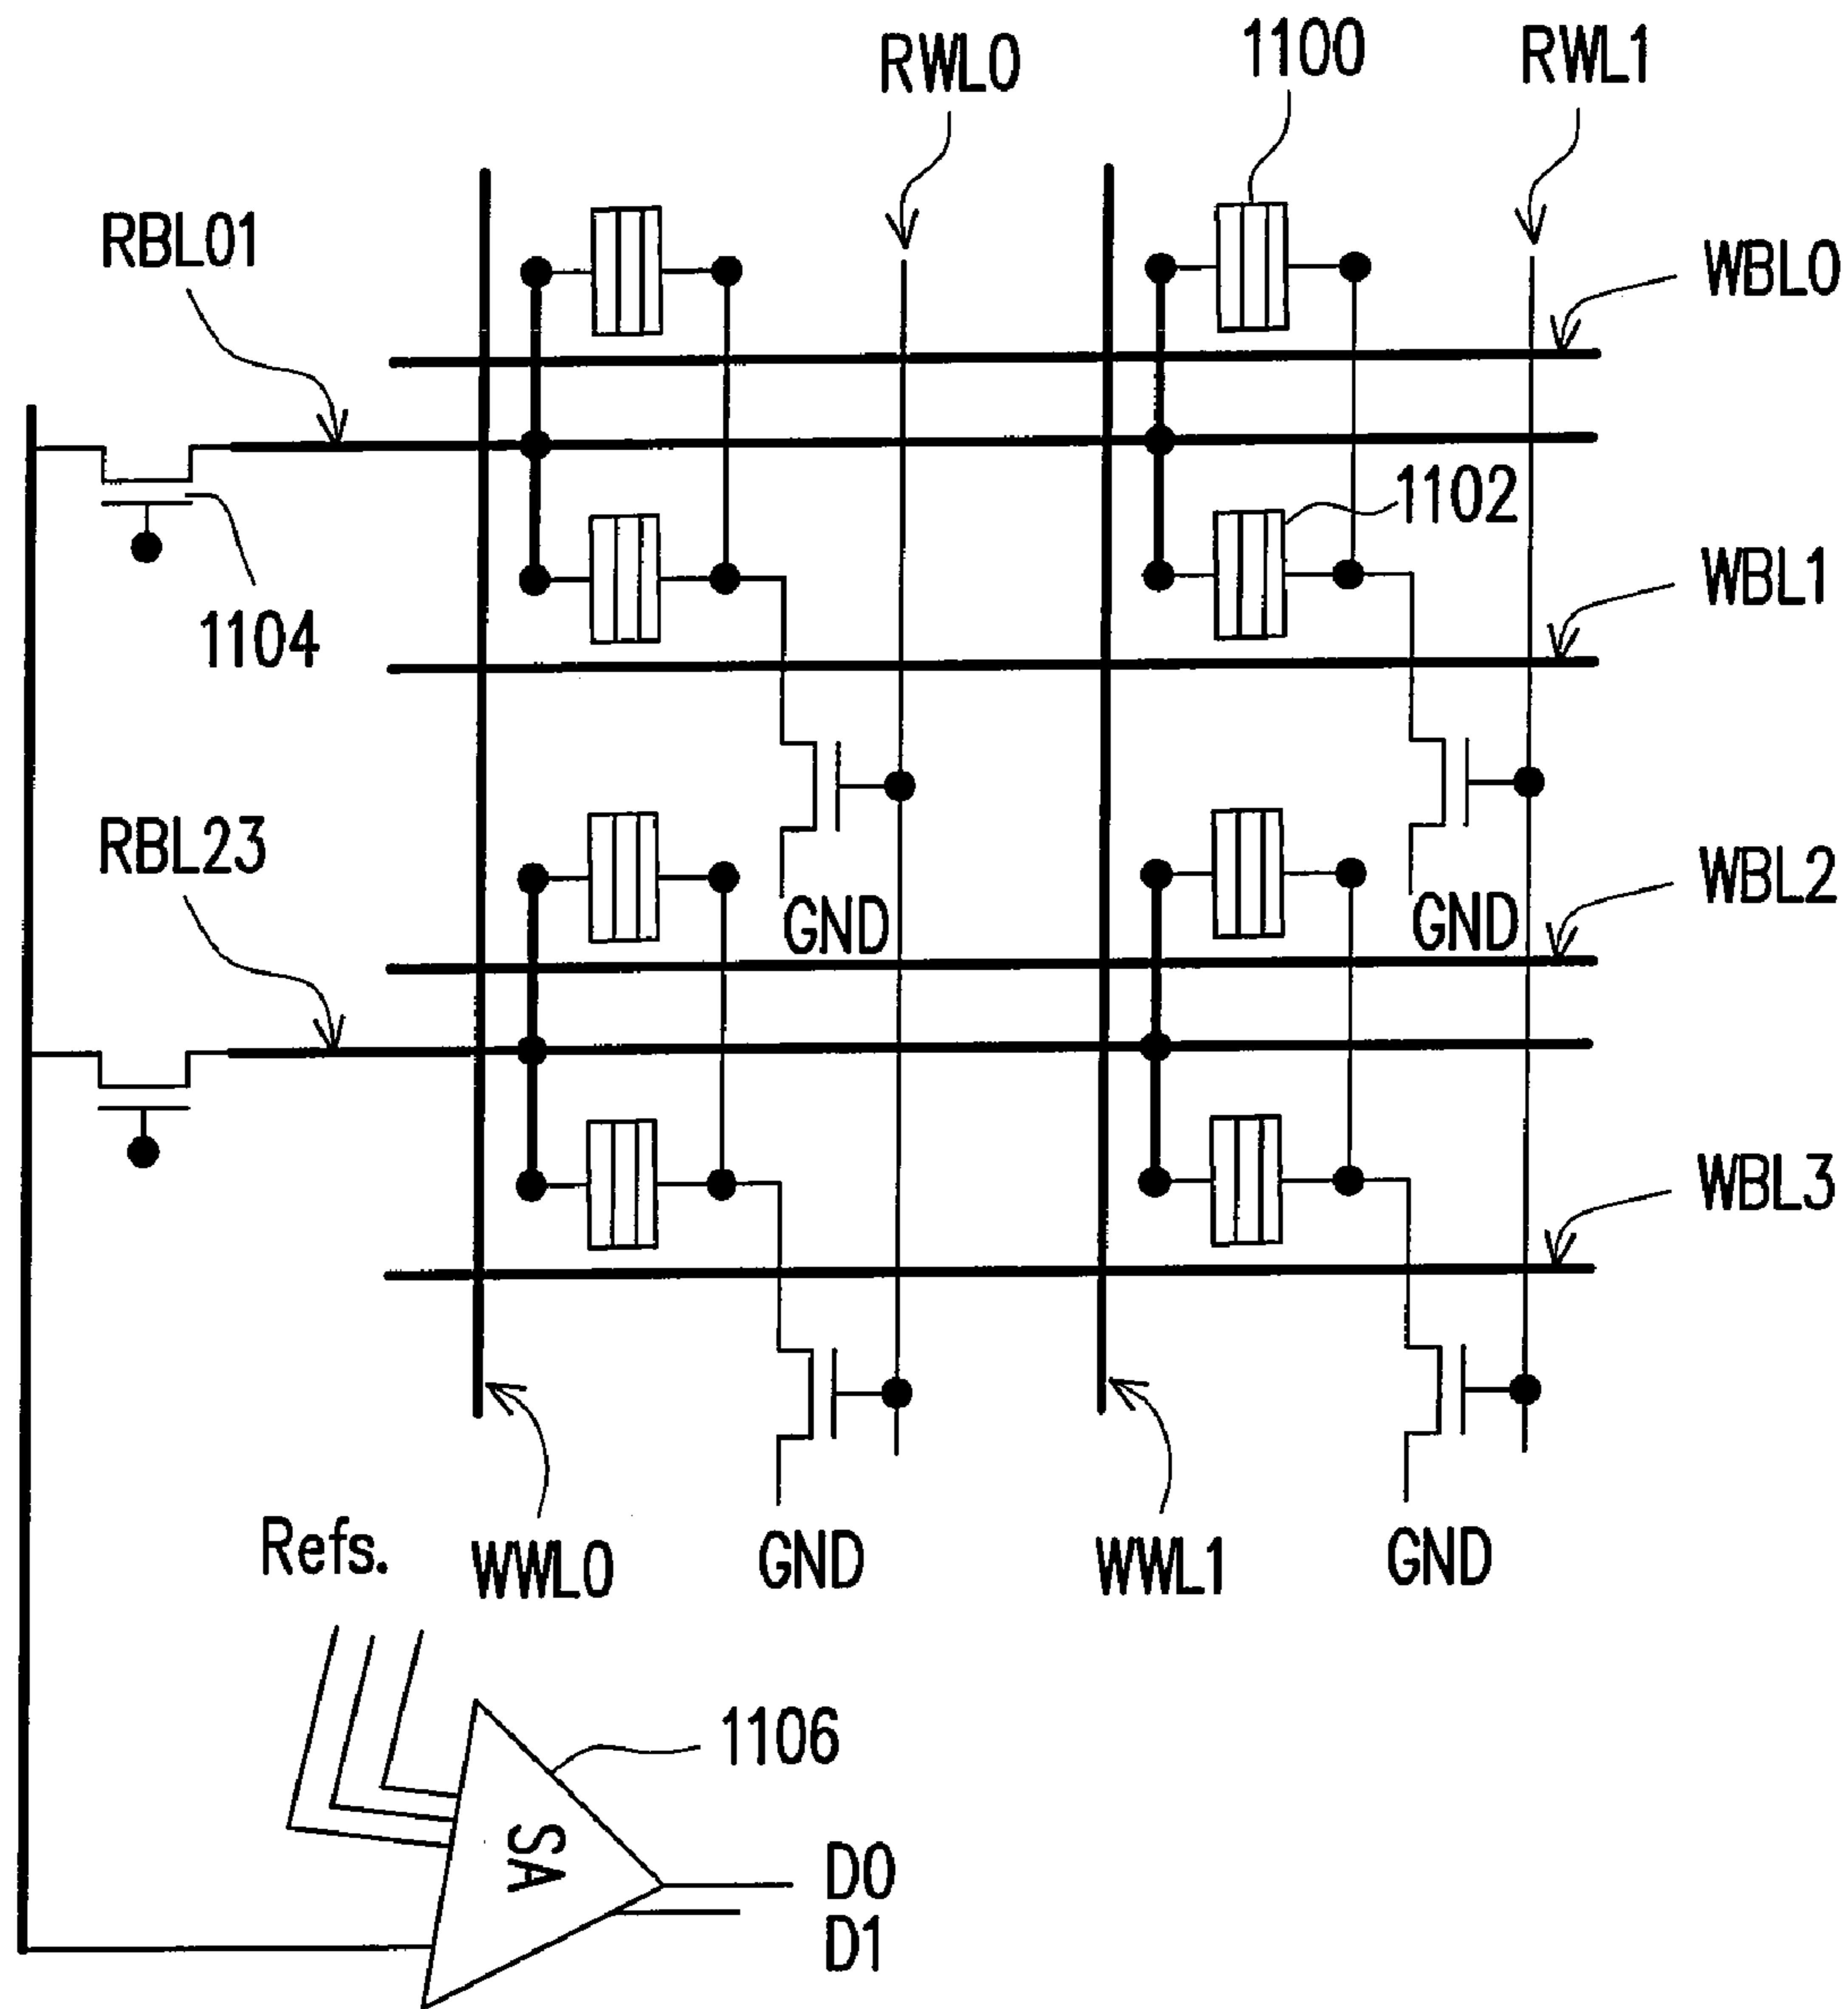 RWL0
1100
RWL1
RBL01
WBL0
1102
WBL1
1104
RBL23
WBL2
GND
GND
WBL3
Refs.
WWL0
GND
WWL1
GND
1106
SA
D0
D1